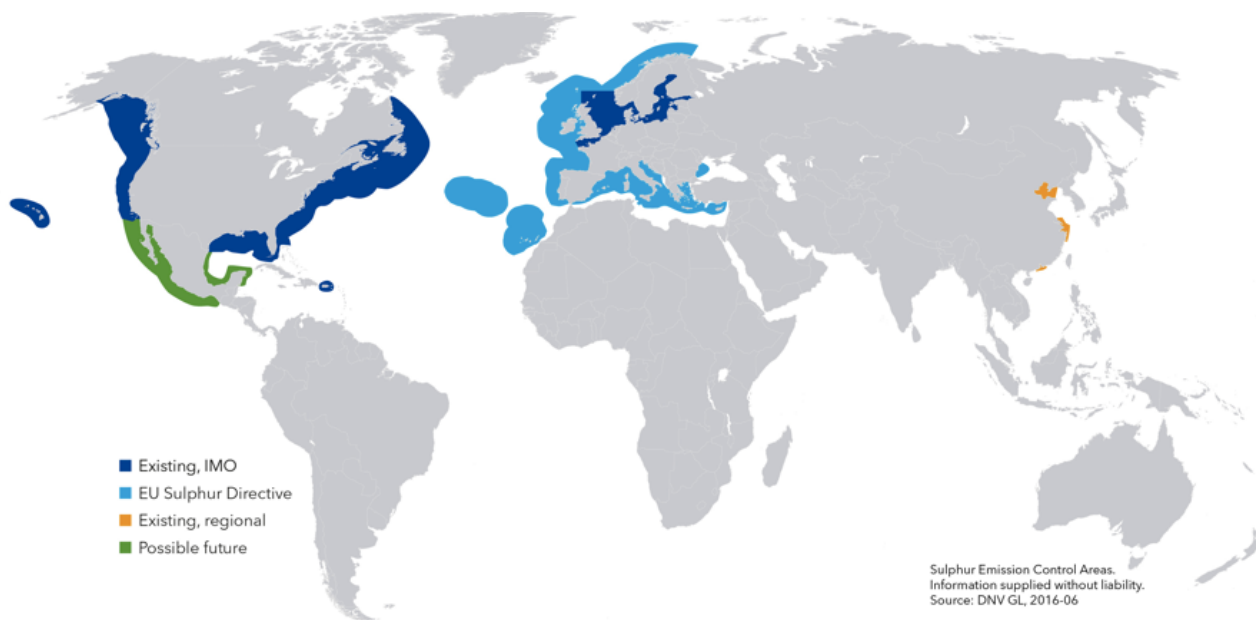 Existing, IMO
EU Sulphur Directive
Existing, regional
Possible future
Sulphur Emission Control Areas.
Information supplied without liability.
Source: DNV GL, 2016-06